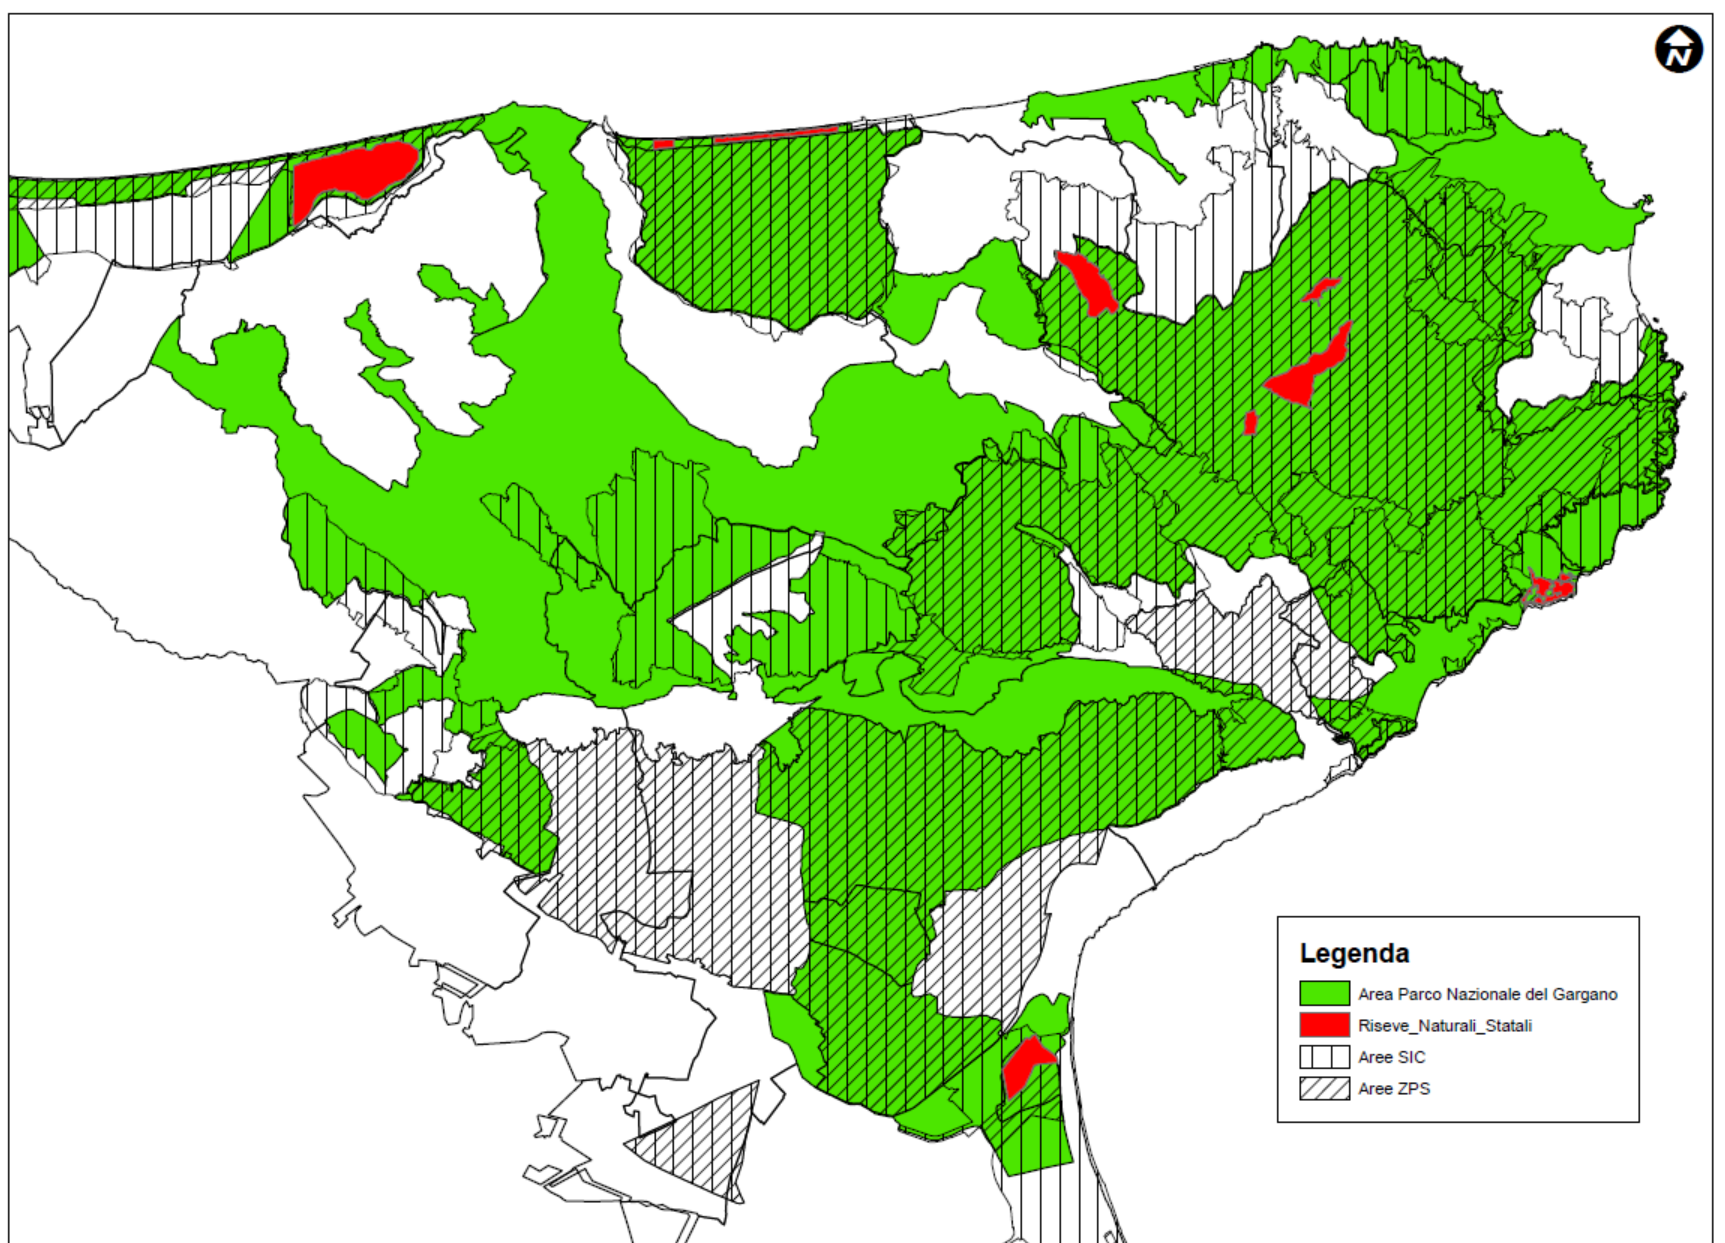 N
Legenda
Area Parco Nazionale del Gargano
Riseve_Naturali_Statali
Aree SIC
Aree ZPS